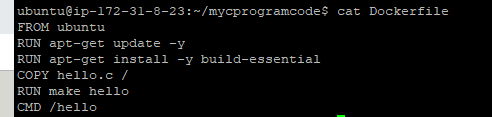 ubuntu@ip-172-31-8-23:~/mycprogramcode$ cat Dockerfile
FROM ubuntu
RUN apt-get update -y
RUN apt-get install -y build-essential
COPY hello.c /
RUN make hello
CMD /hello